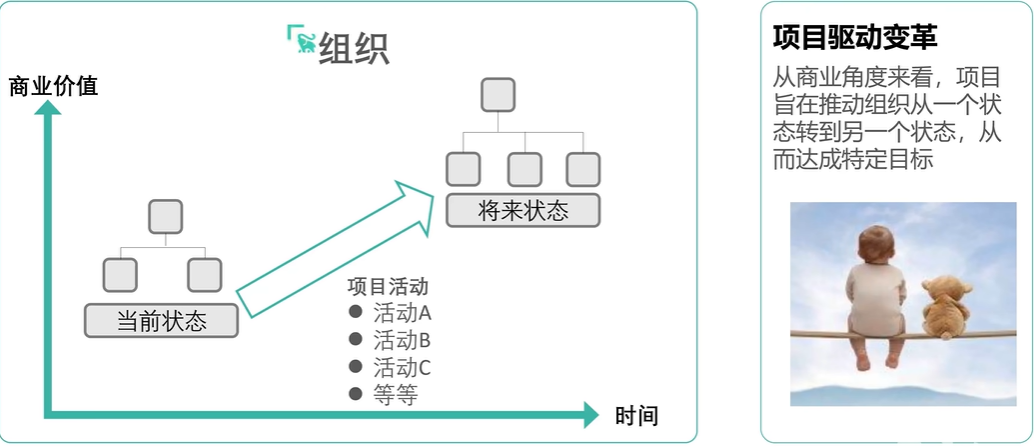 组织
商业价值
将来状态
当前状态
项目活动
● 活动A
● 活动B
● 活动C
● 等等
时间
项目驱动变革
从商业角度来看，项目
旨在推动组织从一个状
态转到另一个状态，从
而达成特定目标